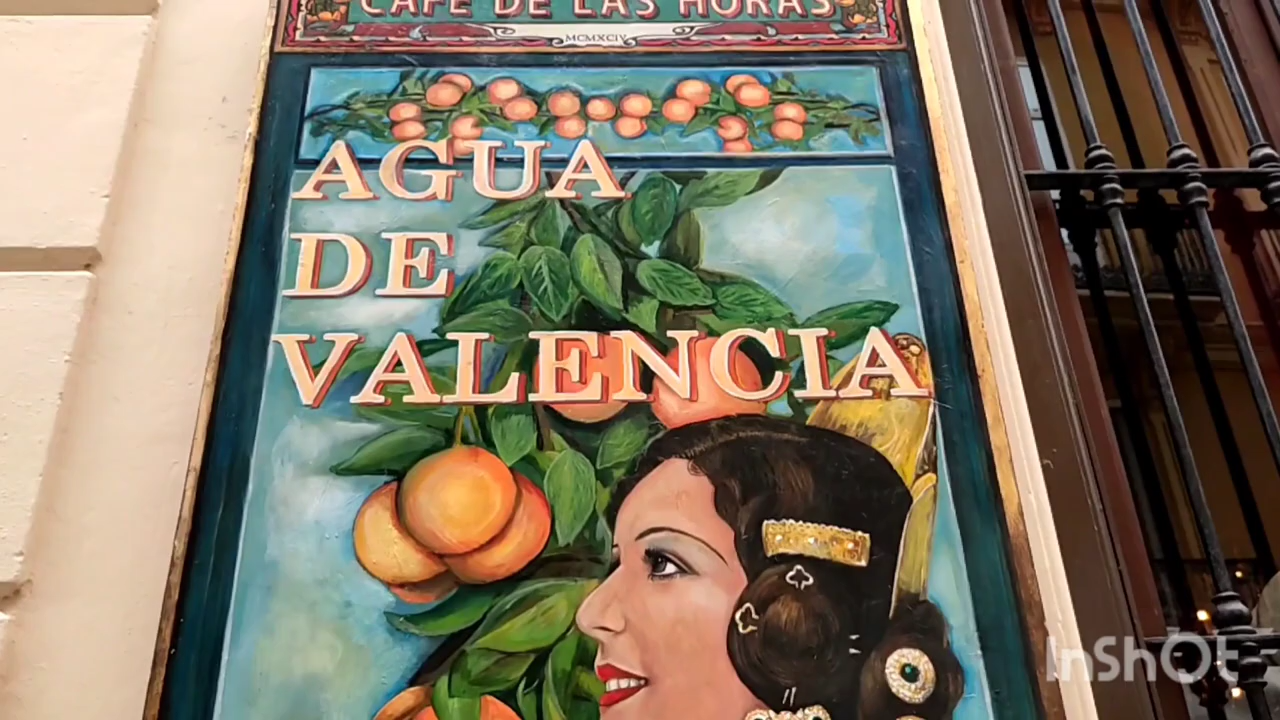 CAFE DE LAS HORAS
MCMXCIV
AGUA
DE
VALENCIA
InShOt